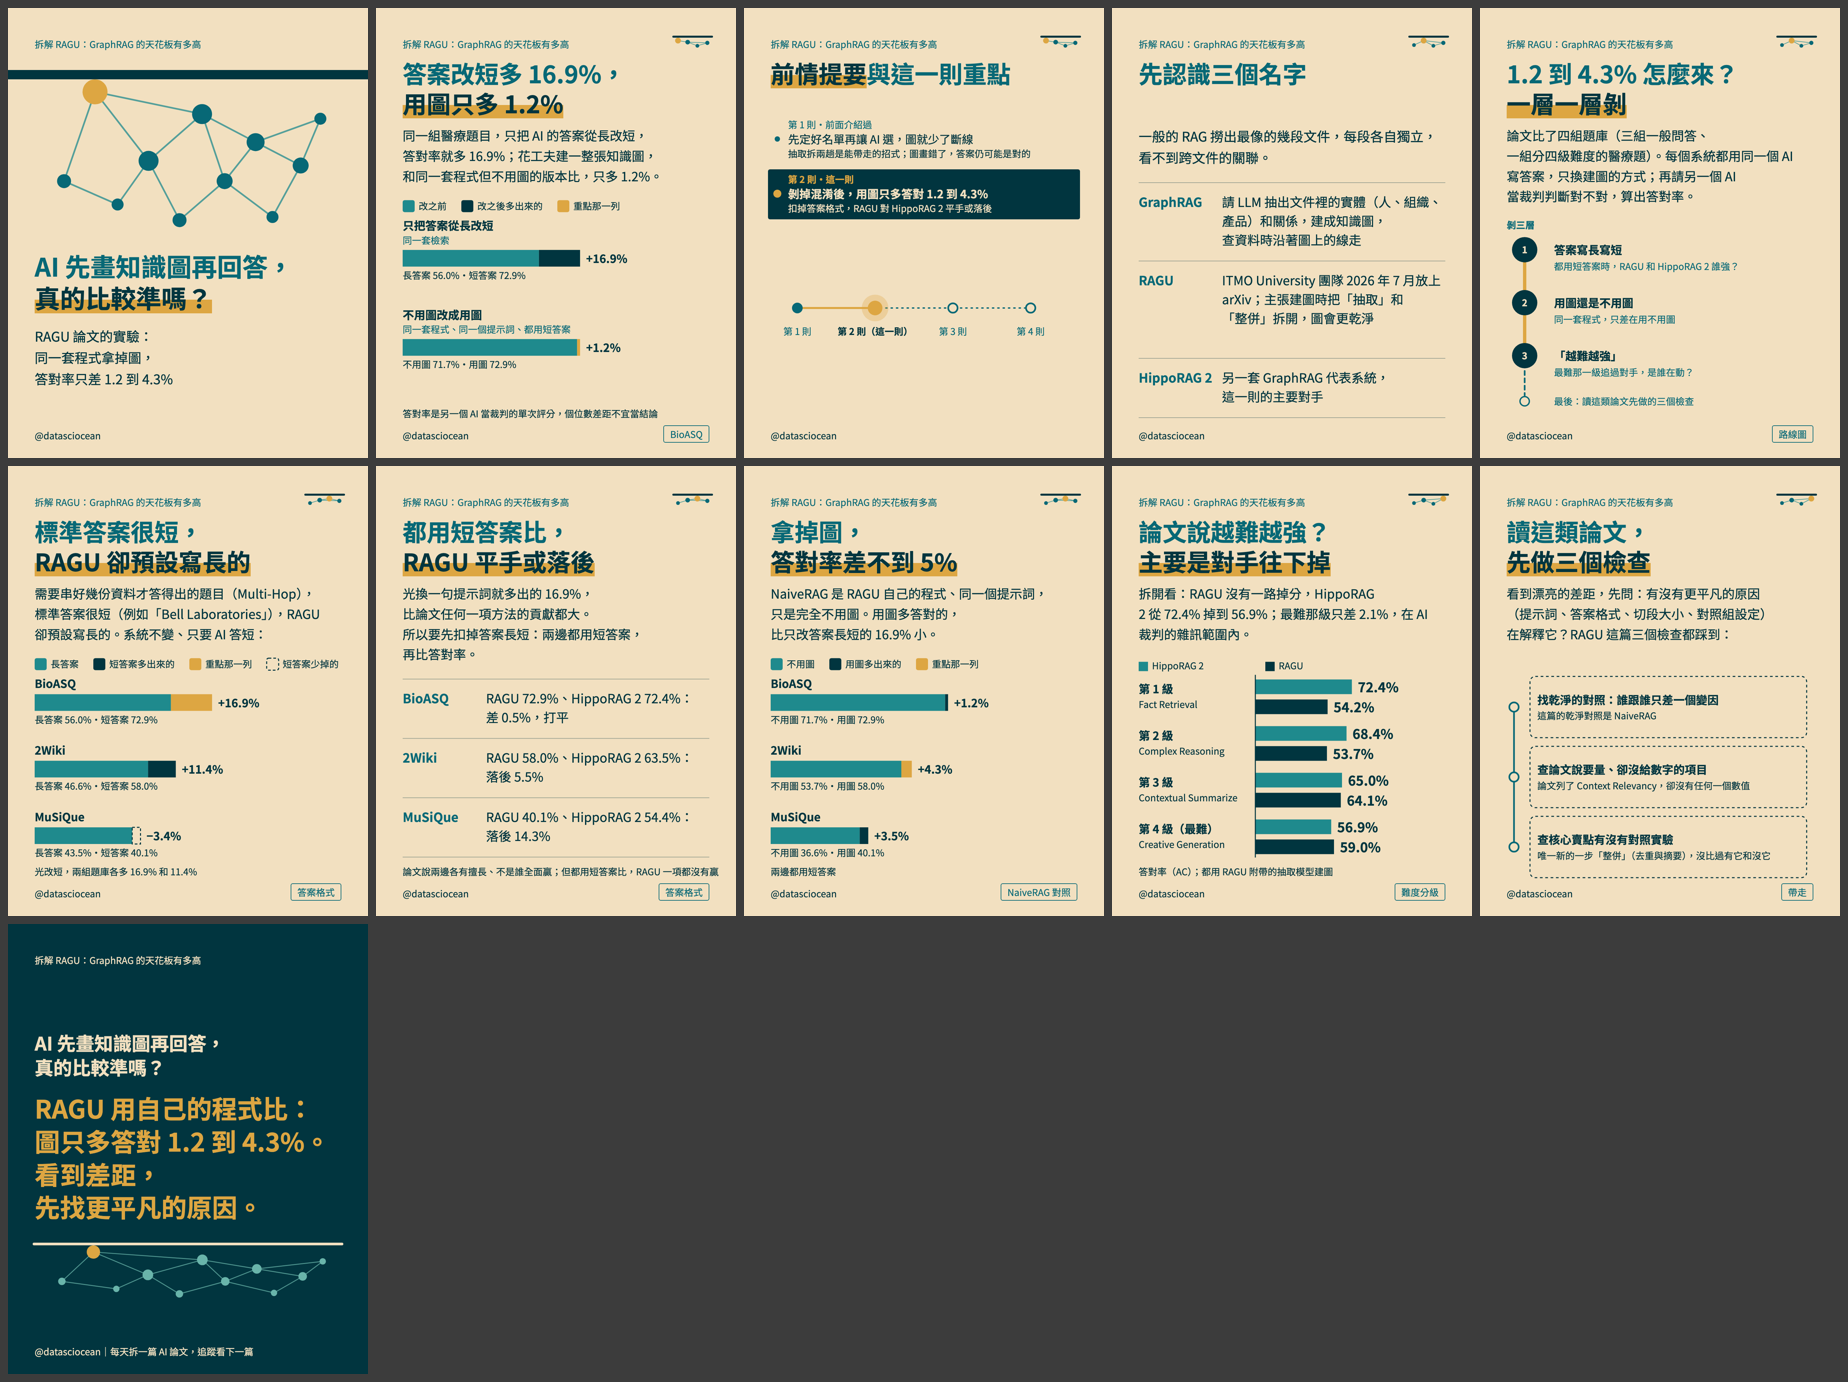 拆解 RAGU：GraphRAG 的天花板有多高
AI 先畫知識圖再回答，
真的比較準嗎？
RAGU 論文的實驗：
同一套程式拿掉圖，
答對率只差 1.2 到 4.3%
@datasciocean
拆解 RAGU：GraphRAG 的天花板有多高
答案改短多 16.9%，
用圖只多 1.2%
同一組醫療題目，只把 AI 的答案從長改短，
答對率就多 16.9%；花工夫建一整張知識圖，
和同一套程式但不用圖的版本比，只多 1.2%。
改之前 改之後多出來的 重點那一列
只把答案從長改短
同一套檢索
+16.9%
長答案 56.0%・短答案 72.9%
不用圖改成用圖
同一套程式、同一個提示詞、都用短答案
+1.2%
不用圖 71.7%・用圖 72.9%
答對率是另一個 AI 當裁判的單次評分，個位數差距不宜當結論
@datasciocean
BioASQ
拆解 RAGU：GraphRAG 的天花板有多高
前情提要與這一則重點
第 1 則・前面介紹過
先定好名單再讓 AI 選，圖就少了斷線
抽取拆兩趟是能帶走的招式；圖畫錯了，答案仍可能是對的
第 2 則・這一則
剝掉混淆後，用圖只多答對 1.2 到 4.3%
扣掉答案格式，RAGU 對 HippoRAG 2 平手或落後
第 1 則 第 2 則（這一則） 第 3 則 第 4 則
@datasciocean
拆解 RAGU：GraphRAG 的天花板有多高
先認識三個名字
一般的 RAG 撈出最像的幾段文件，每段各自獨立，
看不到跨文件的關聯。
GraphRAG
請 LLM 抽出文件裡的實體（人、組織、
產品）和關係，建成知識圖，
查資料時沿著圖上的線走
RAGU
ITMO University 團隊 2026 年 7 月放上
arXiv；主張建圖時把「抽取」和
「整併」拆開，圖會更乾淨
HippoRAG 2
另一套 GraphRAG 代表系統，
這一則的主要對手
@datasciocean
拆解 RAGU：GraphRAG 的天花板有多高
1.2 到 4.3% 怎麼來？
一層一層剝
論文比了四組題庫（三組一般問答、
一組分四級難度的醫療題）。每個系統都用同一個 AI
寫答案，只換建圖的方式；再請另一個 AI
當裁判判斷對不對，算出答對率。
剝三層
1
答案寫長寫短
都用短答案時，RAGU 和 HippoRAG 2 誰強？
2
用圖還是不用圖
同一套程式，只差在用不用圖
3
「越難越強」
最難那一級追過對手，是誰在動？
最後：讀這類論文先做的三個檢查
@datasciocean
路線圖
拆解 RAGU：GraphRAG 的天花板有多高
標準答案很短，
RAGU 卻預設寫長的
需要串好幾份資料才答得出的題目（Multi-Hop），
標準答案很短（例如「Bell Laboratories」），RAGU
卻預設寫長的。系統不變、只要 AI 答短：
長答案 短答案多出來的 重點那一列 短答案少掉的
BioASQ
+16.9%
長答案 56.0%・短答案 72.9%
2Wiki
+11.4%
長答案 46.6%・短答案 58.0%
MuSiQue
−3.4%
長答案 43.5%・短答案 40.1%
光改短，兩組題庫各多 16.9% 和 11.4%
@datasciocean
答案格式
拆解 RAGU：GraphRAG 的天花板有多高
都用短答案比，
RAGU 平手或落後
光換一句提示詞就多出的 16.9%，
比論文任何一項方法的貢獻都大。
所以要先扣掉答案長短：兩邊都用短答案，
再比答對率。
BioASQ
RAGU 72.9%、HippoRAG 2 72.4%：
差 0.5%，打平
2Wiki
RAGU 58.0%、HippoRAG 2 63.5%：
落後 5.5%
MuSiQue
RAGU 40.1%、HippoRAG 2 54.4%：
落後 14.3%
論文說兩邊各有擅長、不是誰全面贏；但都用短答案比，RAGU 一項都沒有贏
@datasciocean
答案格式
拆解 RAGU：GraphRAG 的天花板有多高
拿掉圖，
答對率差不到 5%
NaiveRAG 是 RAGU 自己的程式、同一個提示詞，
只是完全不用圖。用圖多答對的，
比只改答案長短的 16.9% 小。
不用圖 用圖多出來的 重點那一列
BioASQ
+1.2%
不用圖 71.7%・用圖 72.9%
2Wiki
+4.3%
不用圖 53.7%・用圖 58.0%
MuSiQue
+3.5%
不用圖 36.6%・用圖 40.1%
兩邊都用短答案
@datasciocean
NaiveRAG 對照
拆解 RAGU：GraphRAG 的天花板有多高
論文說越難越強？
主要是對手往下掉
拆開看：RAGU 沒有一路掉分，HippoRAG
2 從 72.4% 掉到 56.9%；最難那級只差 2.1%，在 AI
裁判的雜訊範圍內。
HippoRAG 2 RAGU
第 1 級
Fact Retrieval
72.4%
54.2%
第 2 級
Complex Reasoning
68.4%
53.7%
第 3 級
Contextual Summarize
65.0%
64.1%
第 4 級（最難）
Creative Generation
56.9%
59.0%
答對率（AC）；都用 RAGU 附帶的抽取模型建圖
@datasciocean
難度分級
拆解 RAGU：GraphRAG 的天花板有多高
讀這類論文，
先做三個檢查
看到漂亮的差距，先問：有沒有更平凡的原因
（提示詞、答案格式、切段大小、對照組設定）
在解釋它？RAGU 這篇三個檢查都踩到：
找乾淨的對照：誰跟誰只差一個變因
這篇的乾淨對照是 NaiveRAG
查論文說要量、卻沒給數字的項目
論文列了 Context Relevancy，卻沒有任何一個數值
查核心賣點有沒有對照實驗
唯一新的一步「整併」（去重與摘要），沒比過有它和沒它
@datasciocean
帶走
拆解 RAGU：GraphRAG 的天花板有多高
AI 先畫知識圖再回答，
真的比較準嗎？
RAGU 用自己的程式比：
圖只多答對 1.2 到 4.3%。
看到差距，
先找更平凡的原因。
@datasciocean｜每天拆一篇 AI 論文，追蹤看下一篇